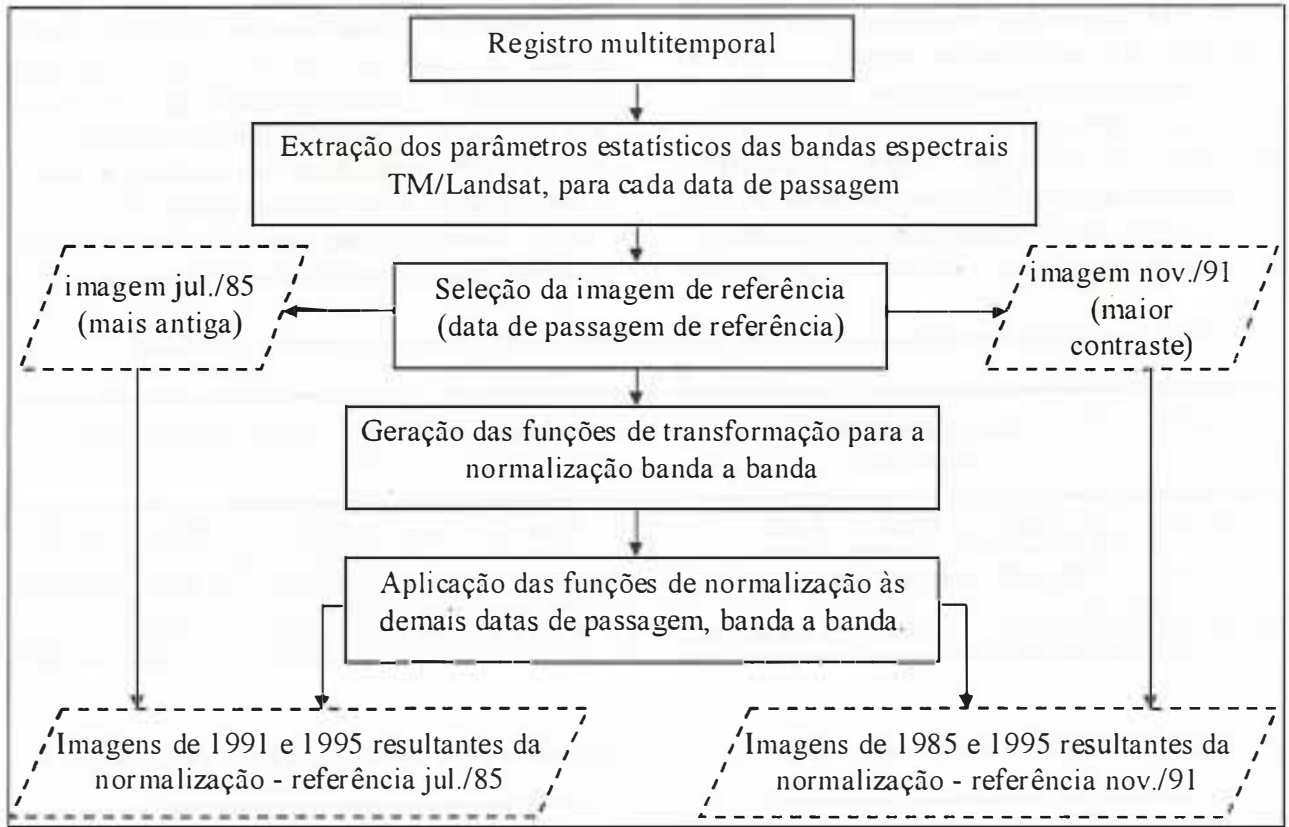 Registro multitemporal
Extração dos parâmetros estatísticos das bandas espectrais
TM/Landsat, para cada data de passagem
imagem jul./85
(mais antiga)
Seleção da imagem de referência
(data de passagem de referência)
imagem nov./91
(maior
contraste)
Geração das funções de transformação para a
normalização banda a banda
Aplicação das funções de normalização às
demais datas de passagem, banda a banda.
Imagens de 1991 e 1995 resultantes da
normalização - referência jul./85
Imagens de 1985 e 1995 resultantes da
normalização - referência nov./91